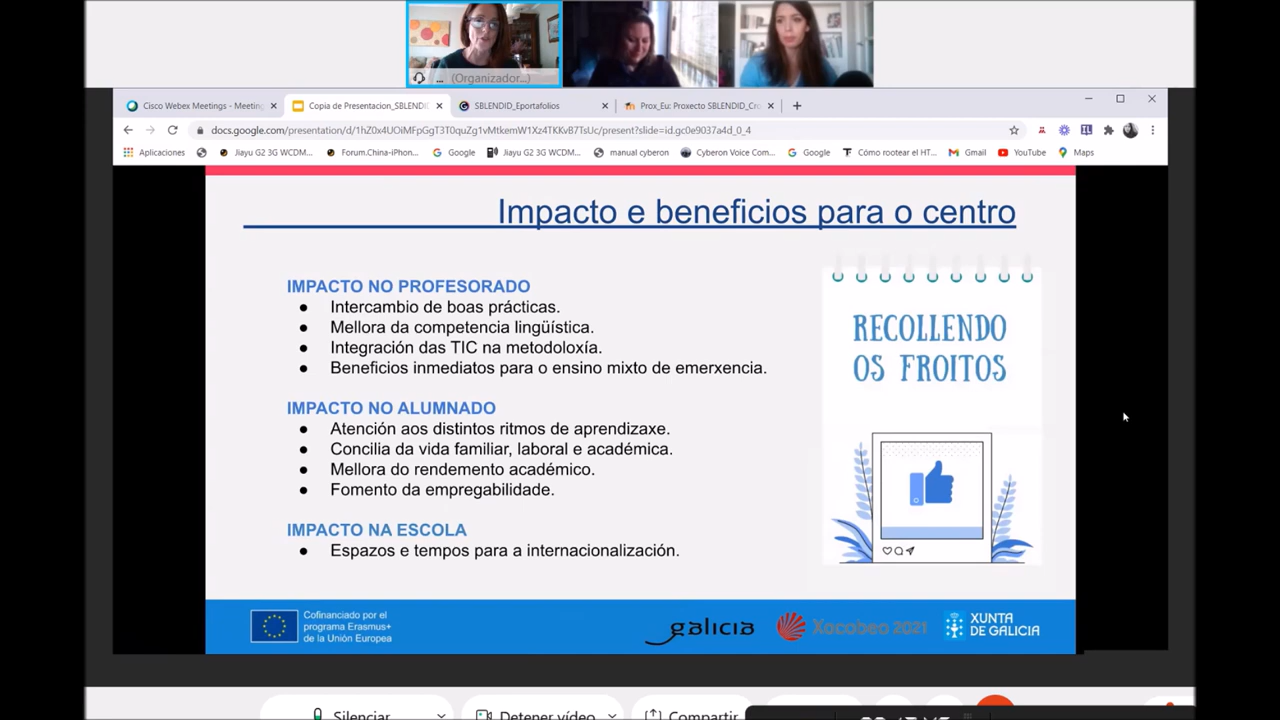 ... (Organizador...)
Cisco Webex Meetings - Meeting
Copia de Presentacion_SBLENDID
SBLENDID_Eportafolios
Prox_Eu: Proxecto SBLENDID_Cro
docs.google.com/presentation/d/1hZ0x4UOiMFpGgT3T0quZg1vMtkemW1Xz4TKKvB7TsUc/present?slide=id.gc0e9037a4d_0_4
Aplicaciones
Jiayu G2 3G WCDM...
Forum.China-iPhon...
Google
Jiayu G2 3G WCDM...
manual cyberon
Cyberon Voice Com...
Google
Cómo rootear el HT...
Gmail
YouTube
Maps
Impacto e beneficios para o centro
IMPACTO NO PROFESORADO
● Intercambio de boas prácticas.
● Mellora da competencia lingüística.
● Integración das TIC na metodoloxía.
● Beneficios inmediatos para o ensino mixto de emerxencia.
IMPACTO NO ALUMNADO
● Atención aos distintos ritmos de aprendizaxe.
● Concilia da vida familiar, laboral e académica.
● Mellora do rendemento académico.
● Fomento da empregabilidade.
IMPACTO NA ESCOLA
● Espazos e tempos para a internacionalización.
RECOLLENDO
OS FROITOS
Cofinanciado por el
programa Erasmus+
de la Unión Europea
galicia
Xacobeo 2021
XUNTA
DE GALICIA
Silenciar
Detener vídeo
Compartir